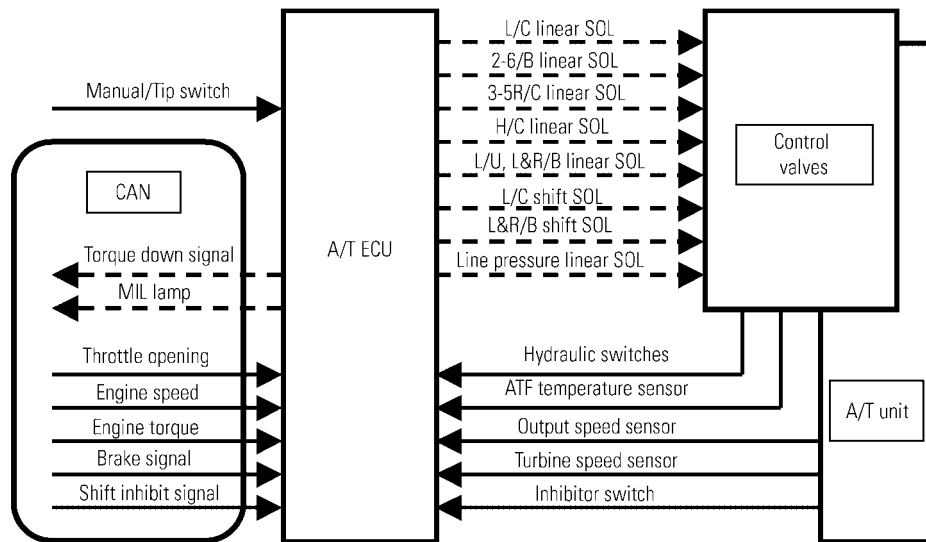 L/C linear SOL
2-6/B linear SOL
Manual/Tip switch
3-5R/C linear SOL
H/C linear SOL
Control
valves
L/U, L&R/B linear SOL
CAN
L/C shift SOL
L&R/B shift SOL
A/T ECU
Torque down signal
Line pressure linear SOL
MIL lamp
Throttle opening
Hydraulic switches
Engine speed
ATF temperature sensor
A/T unit
Engine torque
Output speed sensor
Brake signal
Turbine speed sensor
Shift inhibit signal
Inhibitor switch